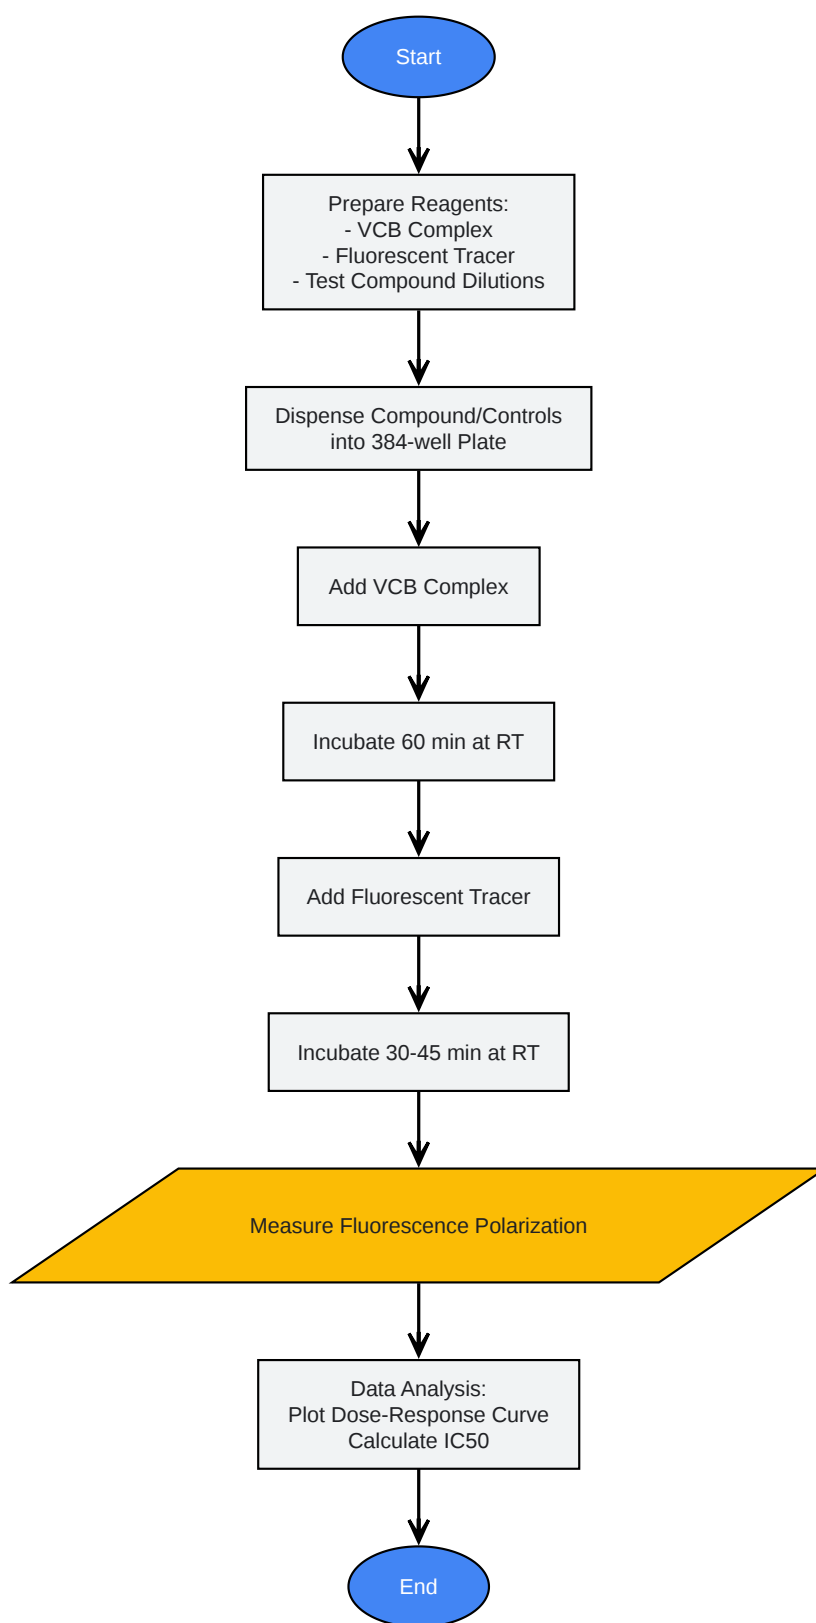 Start
Prepare Reagents:
- VCB Complex
- Fluorescent Tracer
- Test Compound Dilutions
Dispense Compound/Controls
into 384-well Plate
Add VCB Complex
Incubate 60 min at RT
Add Fluorescent Tracer
Incubate 30-45 min at RT
Measure Fluorescence Polarization
Data Analysis:
Plot Dose-Response Curve
Calculate IC50
End